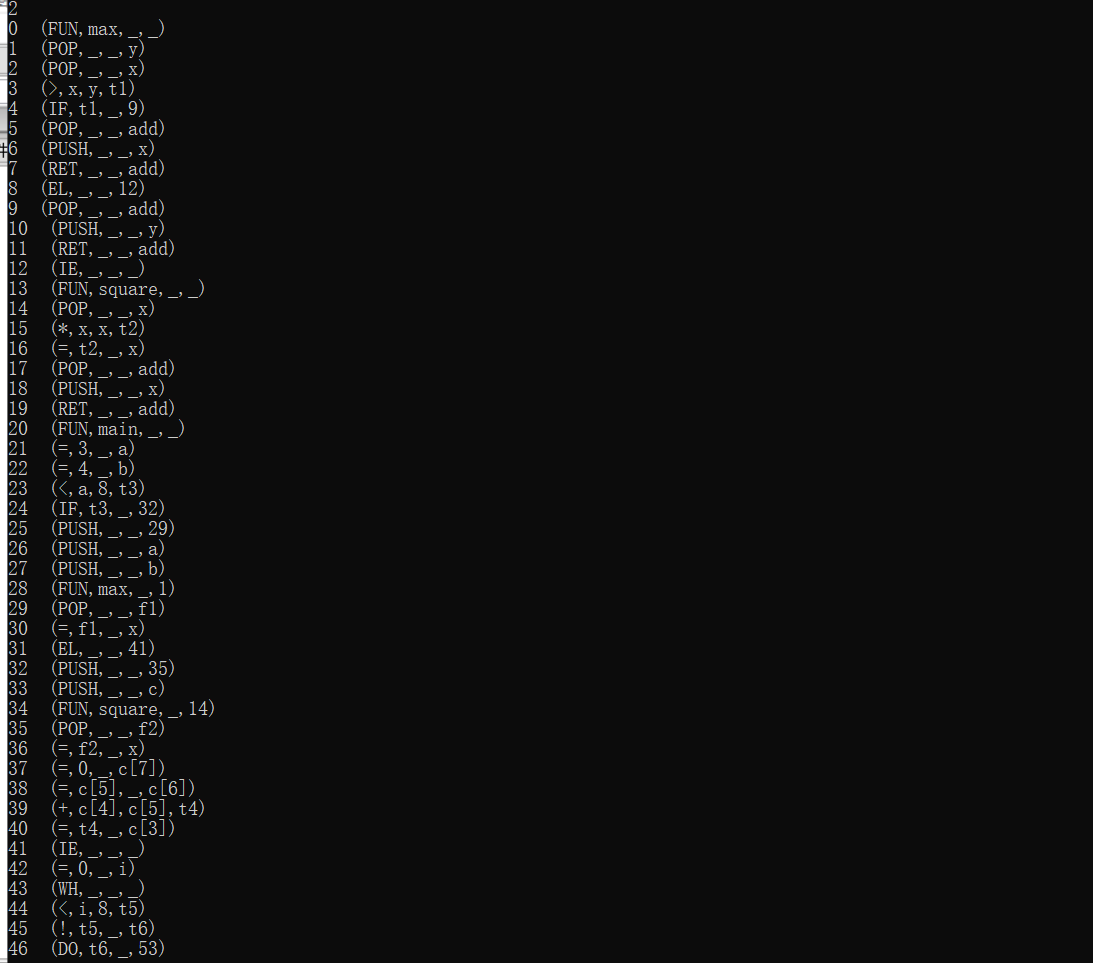 2
0  (FUN,max,_,_)
1  (POP,_,_,y)
2  (POP,_,_,x)
3  (>,x,y,t1)
4  (IF,t1,_,9)
5  (POP,_,_,add)
6  (PUSH,_,_,x)
7  (RET,_,_,add)
8  (EL,_,_,12)
9  (POP,_,_,add)
10  (PUSH,_,_,y)
11  (RET,_,_,add)
12  (IE,_,_,_)
13  (FUN,square,_,_)
14  (POP,_,_,x)
15  (*,x,x,t2)
16  (=,t2,_,x)
17  (POP,_,_,add)
18  (PUSH,_,_,x)
19  (RET,_,_,add)
20  (FUN,main,_,_)
21  (=,3,_,a)
22  (=,4,_,b)
23  (<,a,8,t3)
24  (IF,t3,_,32)
25  (PUSH,_,_,29)
26  (PUSH,_,_,a)
27  (PUSH,_,_,b)
28  (FUN,max,_,1)
29  (POP,_,_,f1)
30  (=,f1,_,x)
31  (EL,_,_,41)
32  (PUSH,_,_,35)
33  (PUSH,_,_,c)
34  (FUN,square,_,14)
35  (POP,_,_,f2)
36  (=,f2,_,x)
37  (=,0,_,c[7])
38  (=,c[5],_,c[6])
39  (+,c[4],c[5],t4)
40  (=,t4,_,c[3])
41  (IE,_,_,_)
42  (=,0,_,i)
43  (WH,_,_,_)
44  (<,i,8,t5)
45  (!,t5,_,t6)
46  (DO,t6,_,53)